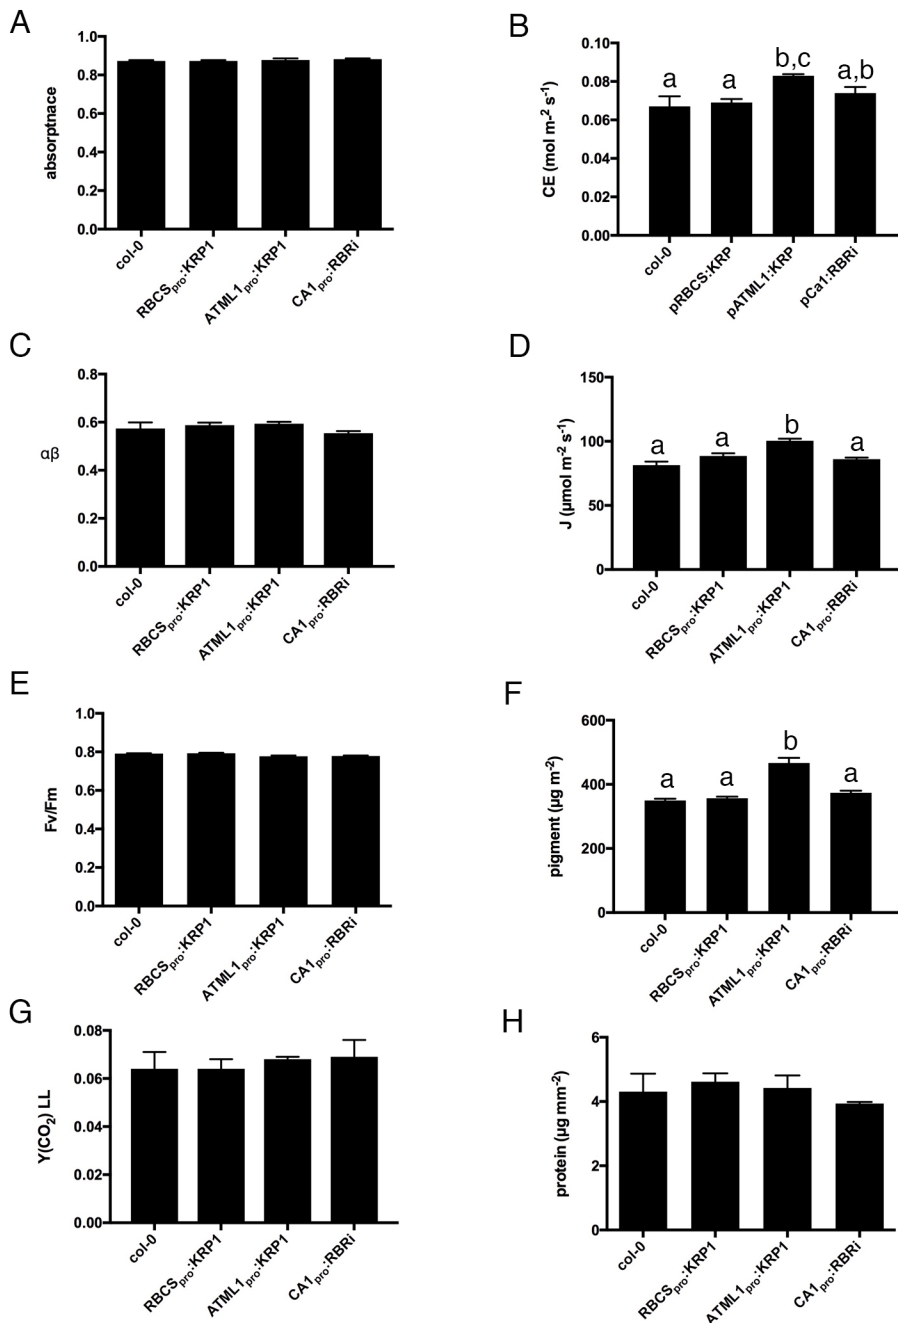 A
absorptnace
1.0
0.8
0.6
0.4
0.2
0.0
col-0
RBCSpro:KRP1
ATML1pro:KRP1
CA1pro:RBRi
B
CE (mol m-² s⁻¹)
0.10
0.08
0.06
0.04
0.02
0.00
a
a
b,c
a,b
col-0
pRBCS:KRP
pATML1:KRP
pCa1:RBRi
C
αβ
0.8
0.6
0.4
0.2
0.0
col-0
RBCSpro:KRP1
ATML1pro:KRP1
CA1pro:RBRi
D
J (µmol m⁻² s⁻¹)
150
100
50
0
a
a
b
a
col-0
RBCSpro:KRP1
ATML1pro:KRP1
CA1pro:RBRi
E
Fv/Fm
1.0
0.8
0.6
0.4
0.2
0.0
col-0
RBCSpro:KRP1
ATML1pro:KRP1
CA1pro:RBRi
F
pigment (µg m⁻²)
600
400
200
0
a
a
b
a
col-0
RBCSpro:KRP1
ATML1pro:KRP1
CA1pro:RBRi
G
Y(CO₂) LL
0.08
0.06
0.04
0.02
0.00
col-0
RBCSpro:KRP1
ATML1pro:KRP1
CA1pro:RBRi
H
protein (µg mm⁻²)
6
4
2
0
col-0
RBCSpro:KRP1
ATML1pro:KRP1
CA1pro:RBRi